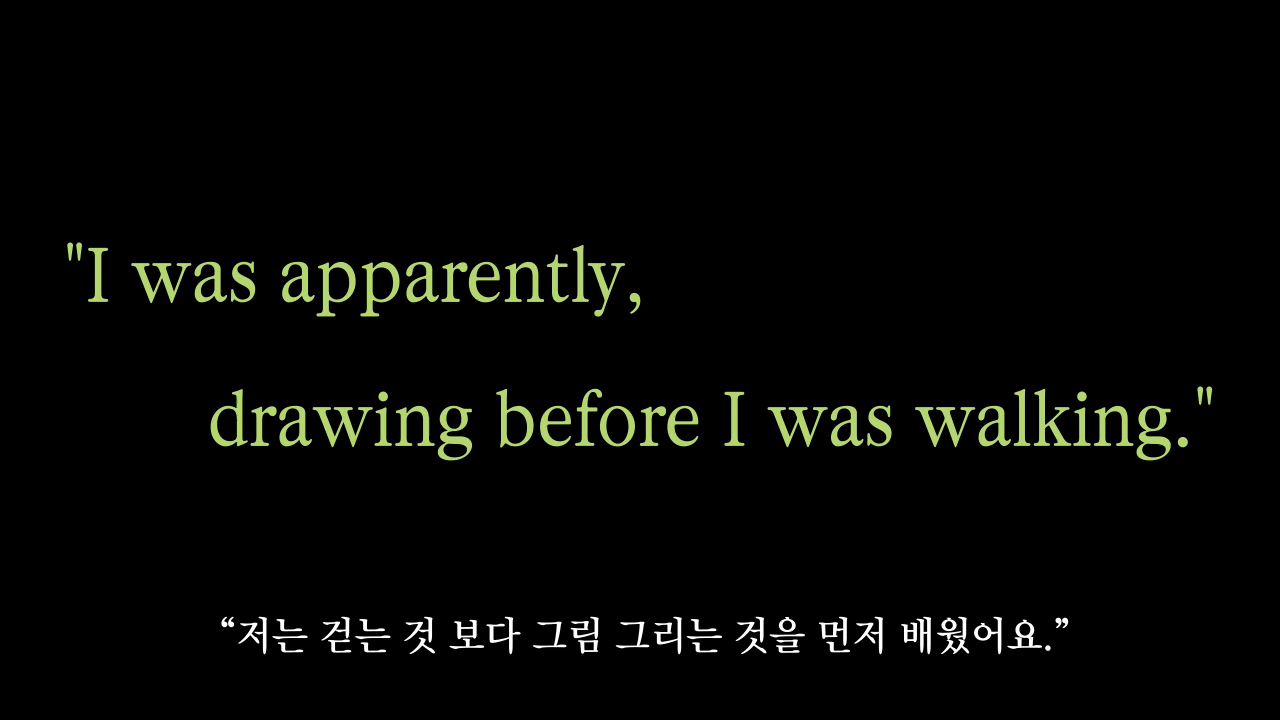 "I was apparently,
drawing before I was walking."
“저는 걷는 것 보다 그림 그리는 것을 먼저 배웠어요.”